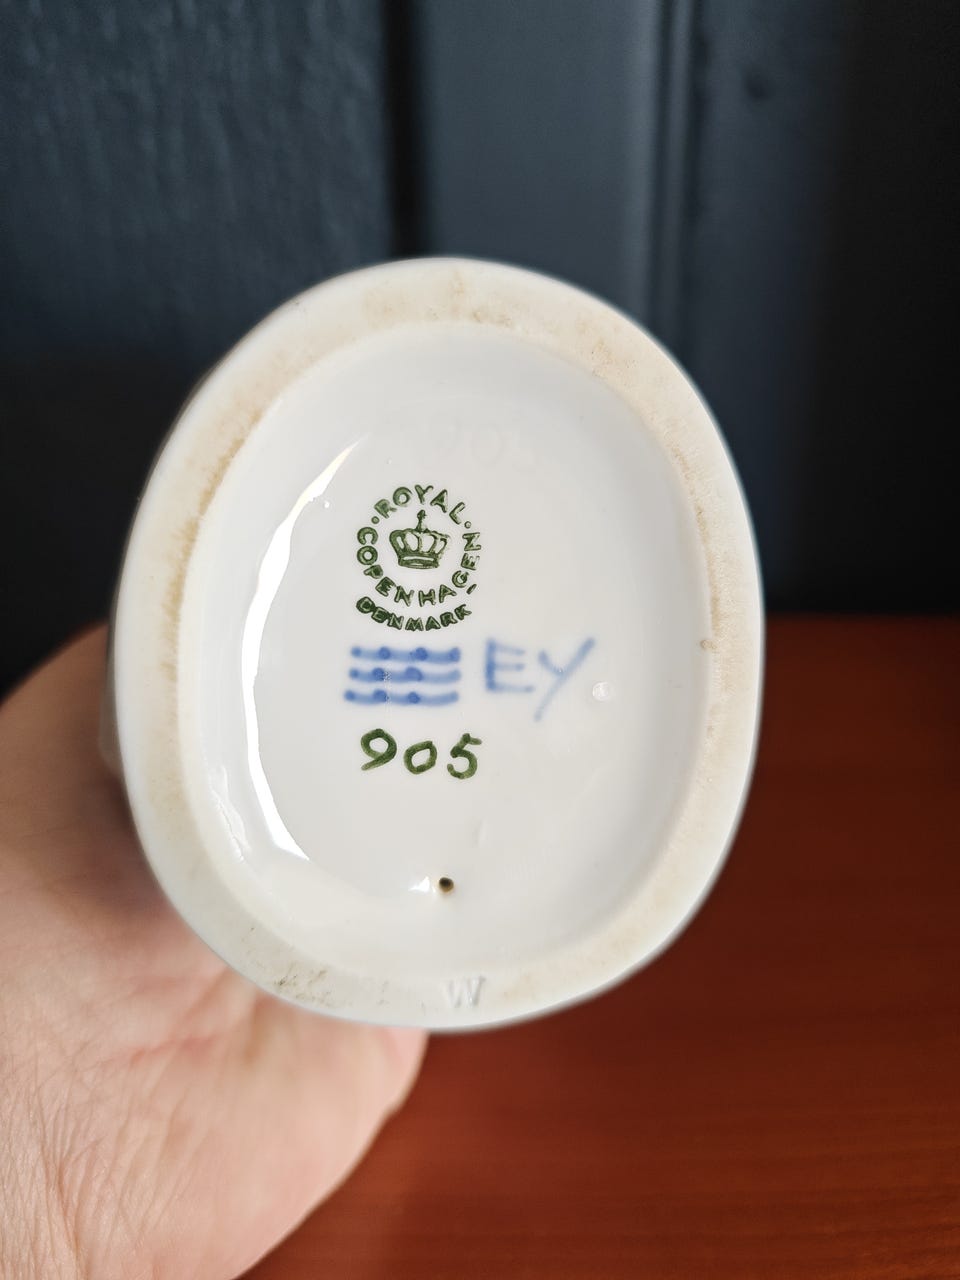 ROYAL
COPENHAGEN
DENMARK
EY
905
W